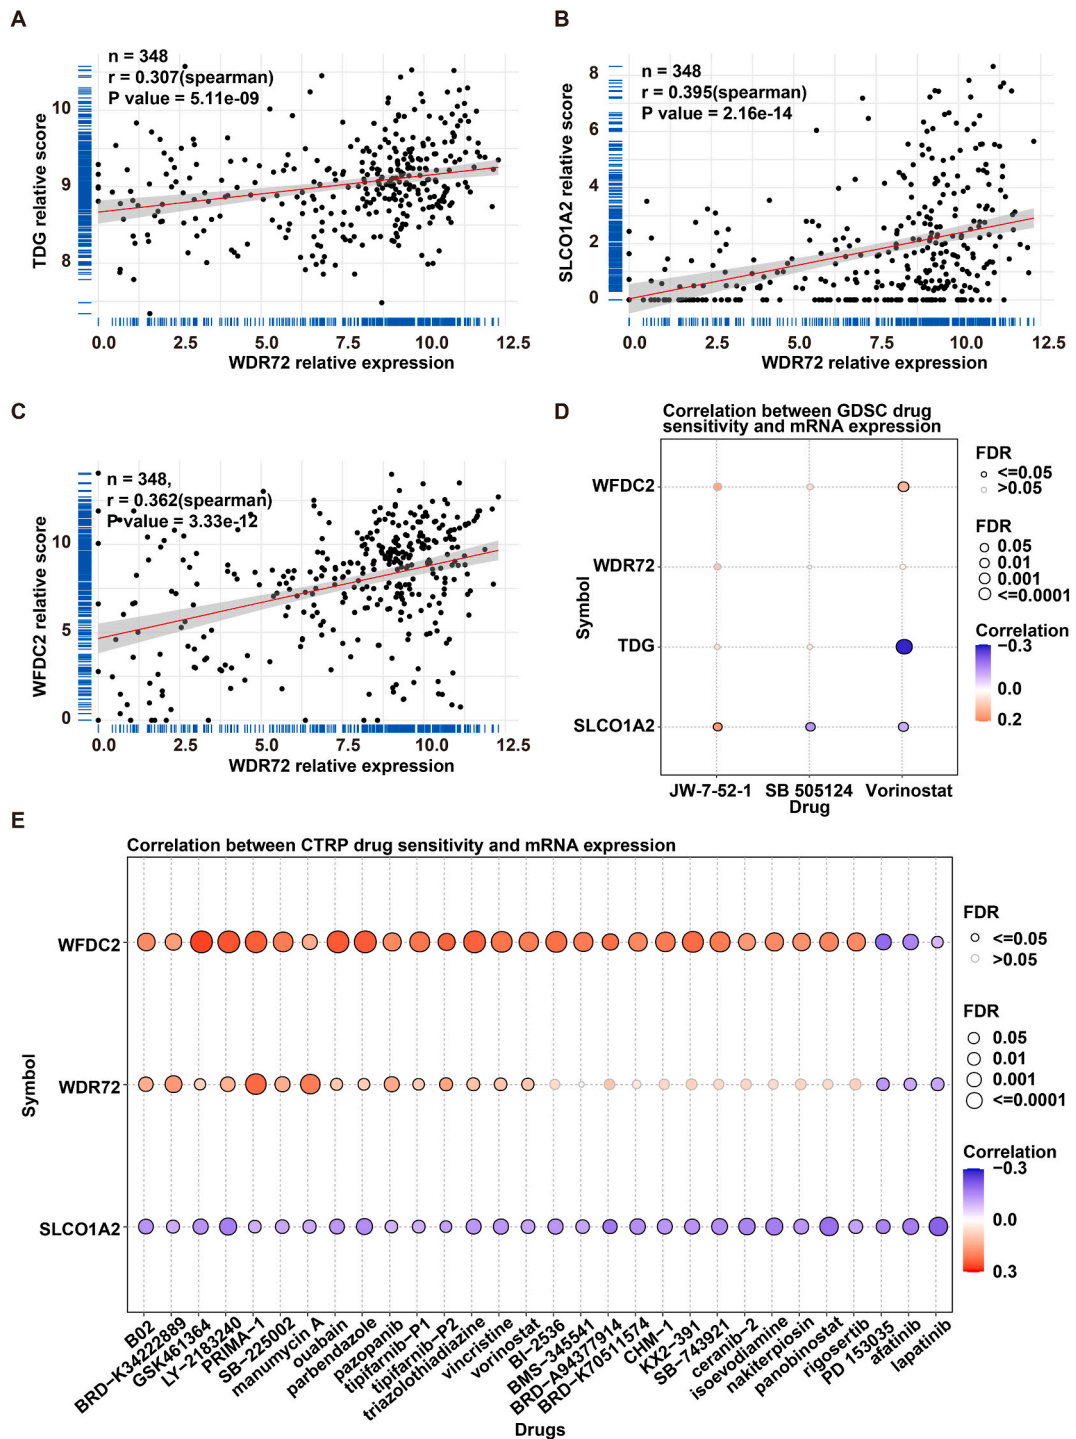 A
n = 348
r = 0.307(spearman)
P value = 5.11e-09
TDG relative score
10
9
8
0.0 2.5 5.0 7.5 10.0 12.5
WDR72 relative expression
B
n = 348
r = 0.395(spearman)
P value = 2.16e-14
SLCO1A2 relative score
8
6
4
2
0
0.0 2.5 5.0 7.5 10.0 12.5
WDR72 relative expression
C
n = 348,
r = 0.362(spearman)
P value = 3.33e-12
WFDC2 relative score
10
5
0
0.0 2.5 5.0 7.5 10.0 12.5
WDR72 relative expression
D
Correlation between GDSC drug
sensitivity and mRNA expression
Symbol
WFDC2
WDR72
TDG
SLCO1A2
JW-7-52-1 SB 505124 Vorinostat
Drug
FDR
<=0.05
>0.05
FDR
0.05
0.01
0.001
<=0.0001
Correlation
−0.3
0.0
0.2
E
Correlation between CTRP drug sensitivity and mRNA expression
Symbol
WFDC2
WDR72
SLCO1A2
B02
BRD−K34222889
GSK461364
LY−2183240
PRIMA−1
SB−225002
manumycin A
ouabain
parbendazole
pazopanib
tipifarnib−P1
tipifarnib−P2
triazolothiadiazine
vincristine
vorinostat
BI−2536
BMS−345541
BRD−A94377914
BRD−K70511574
CHM−1
KX2−391
SB−743921
ceranib−2
isoevodiamine
nakiterpiosin
panobinostat
rigosertib
PD 153035
afatinib
lapatinib
Drugs
FDR
<=0.05
>0.05
FDR
0.05
0.01
0.001
<=0.0001
Correlation
−0.3
0.0
0.3